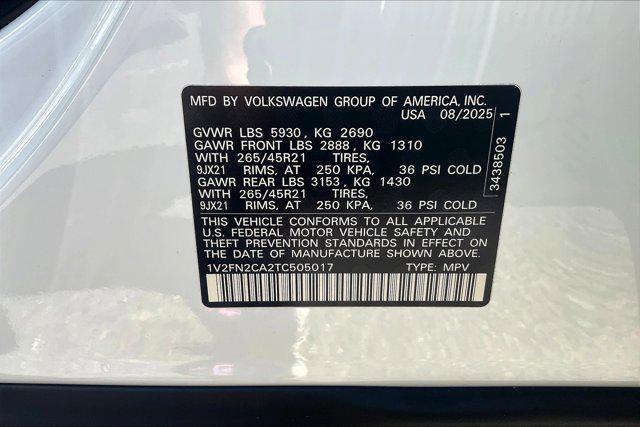 MFD BY VOLKSWAGEN GROUP OF AMERICA, INC.
USA 08/2025
GVWR LBS 5930, KG 2690
GAWR FRONT LBS 2888, KG 1310
WITH 265/45R21 TIRES,
9JX21 RIMS, AT 250 KPA, 36 PSI COLD
GAWR REAR LBS 3153, KG 1430
WITH 265/45R21 TIRES,
9JX21 RIMS, AT 250 KPA, 36 PSI COLD
THIS VEHICLE CONFORMS TO ALL APPLICABLE
U.S. FEDERAL MOTOR VEHICLE SAFETY AND
THEFT PREVENTION STANDARDS IN EFFECT ON
THE DATE OF MANUFACTURE SHOWN ABOVE.
1V2FN2CA2TC505017 TYPE: MPV
3438503 1